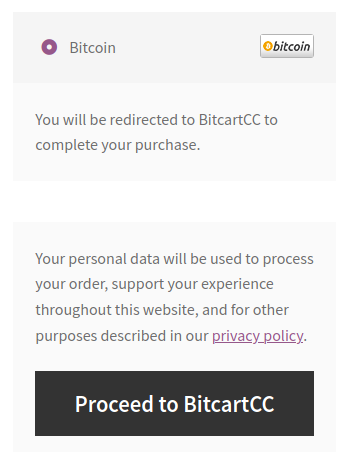 Bitcoin bitcoin
You will be redirected to BitcartCC to
complete your purchase.
Your personal data will be used to process
your order, support your experience
throughout this website, and for other
purposes described in our privacy policy.
Proceed to BitcartCC